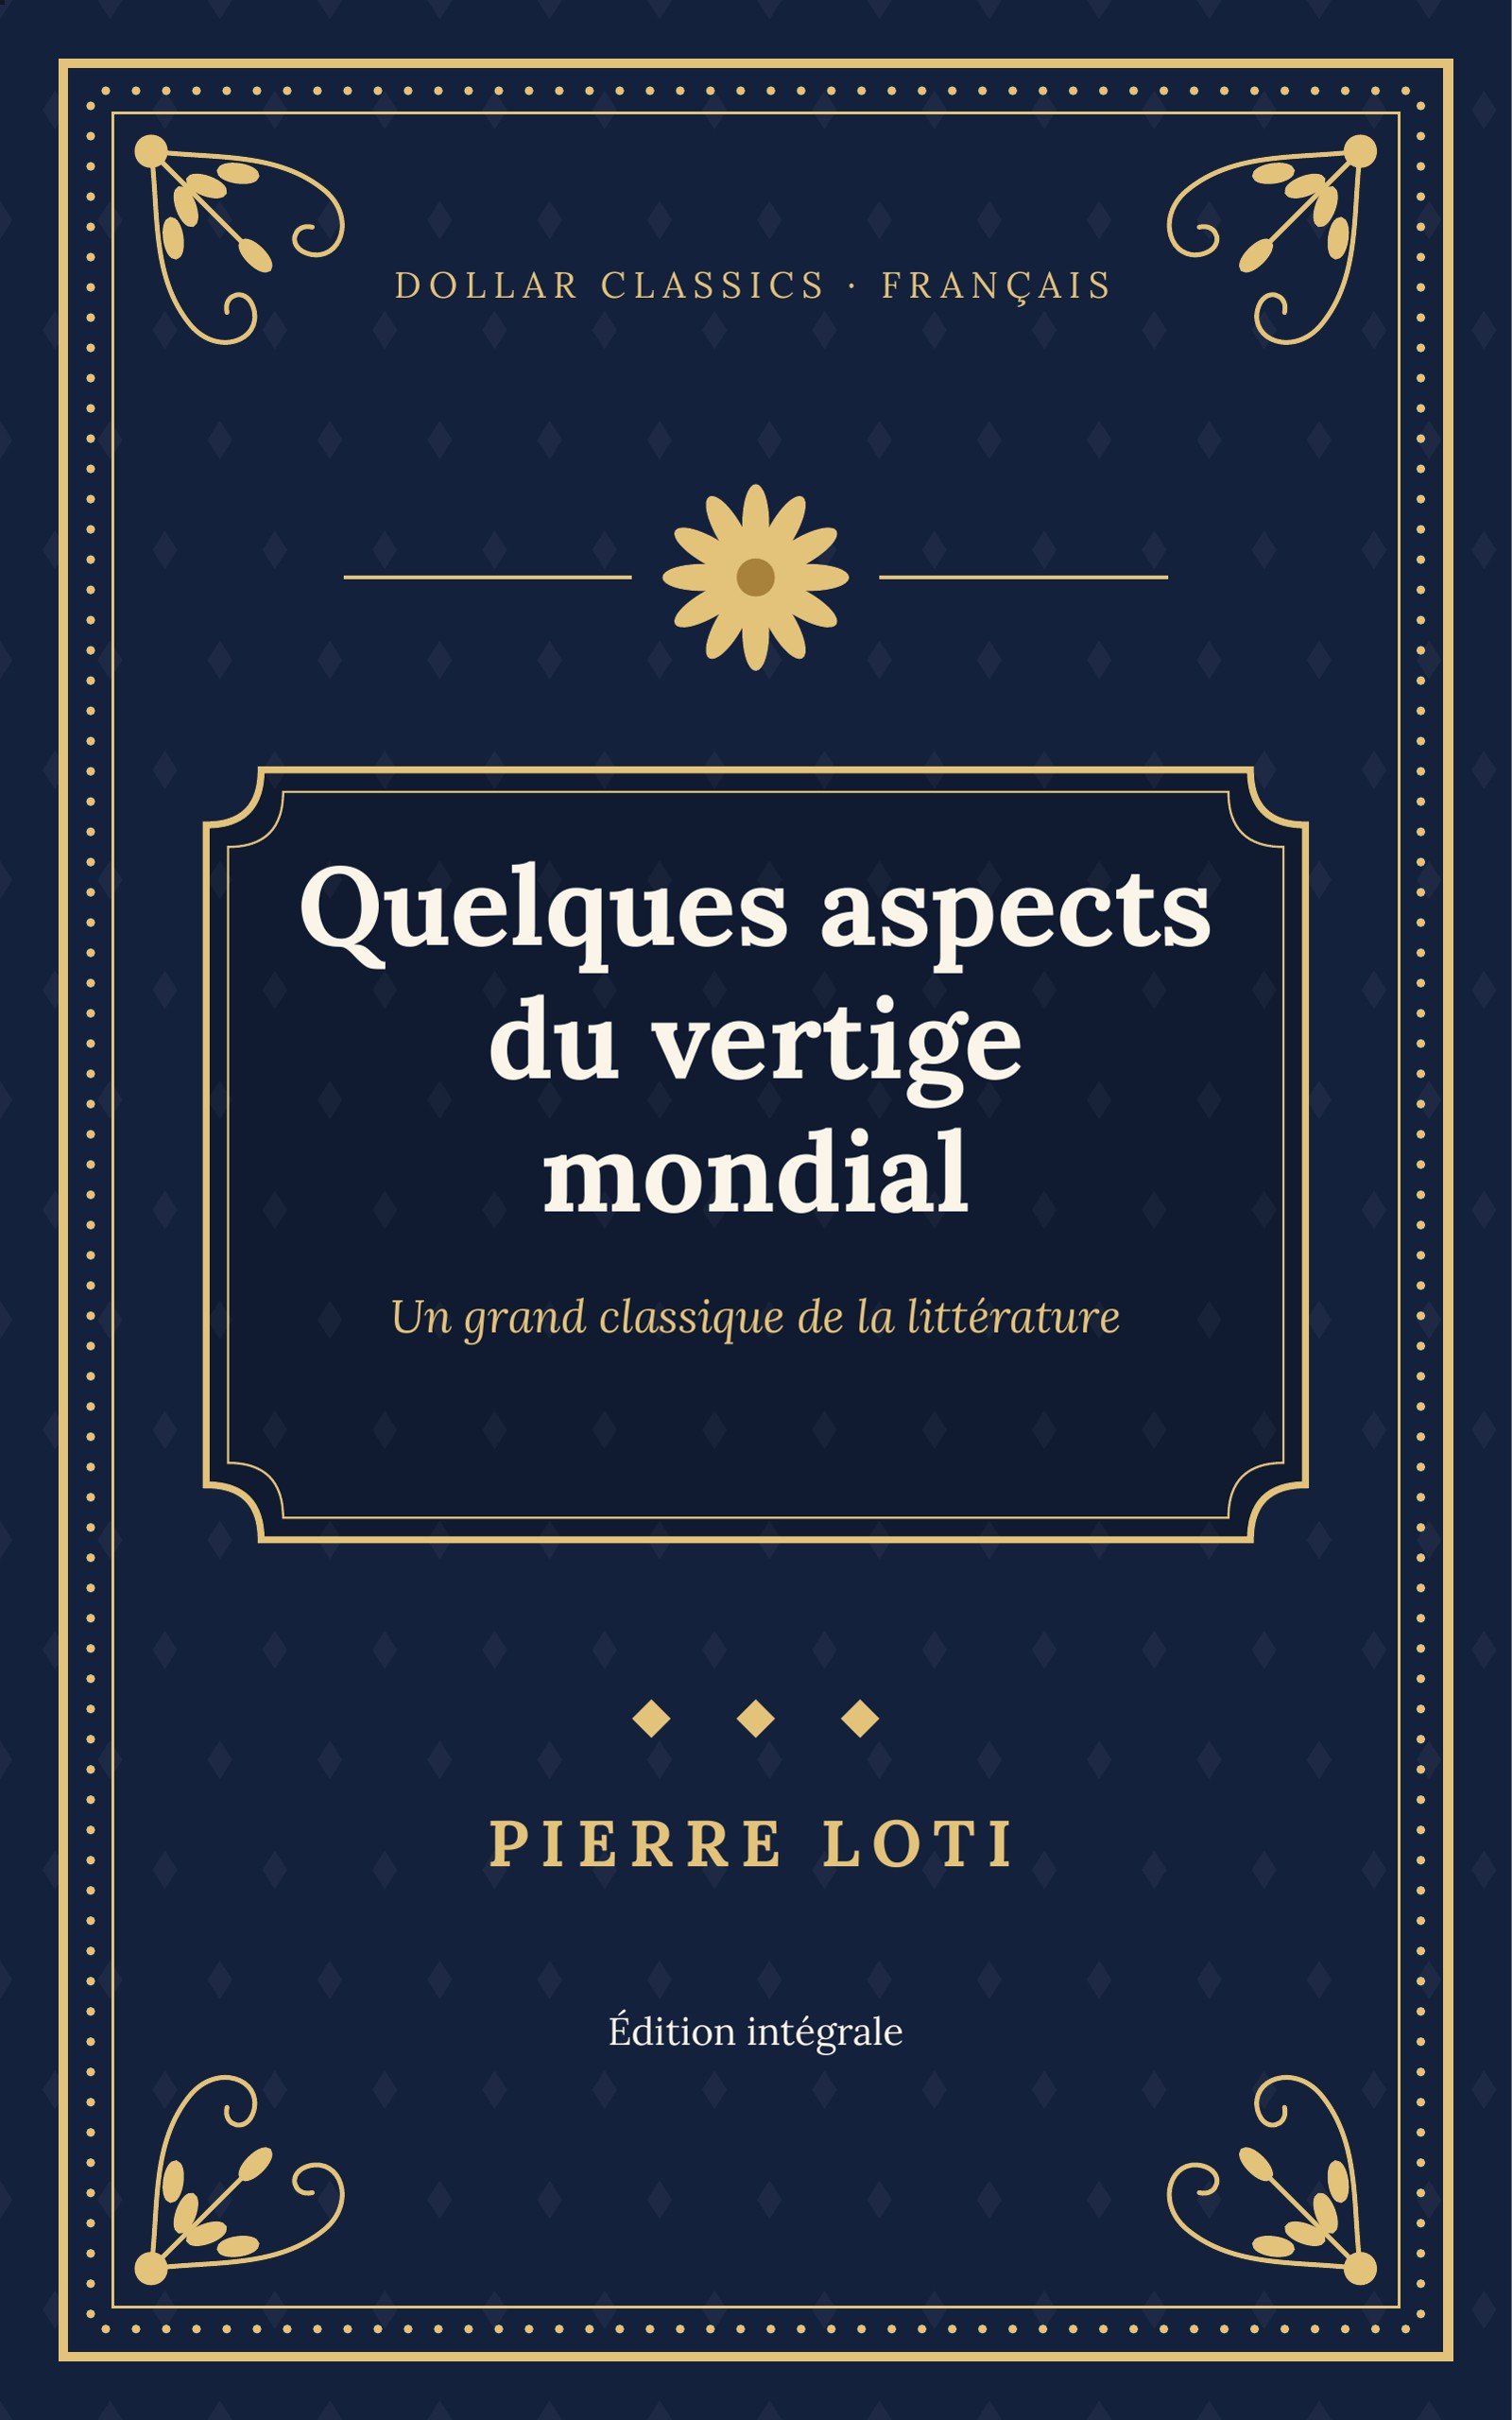 DOLLAR CLASSICS · FRANÇAIS
Quelques aspects
du vertige
mondial
Un grand classique de la littérature
PIERRE LOTI
Édition intégrale